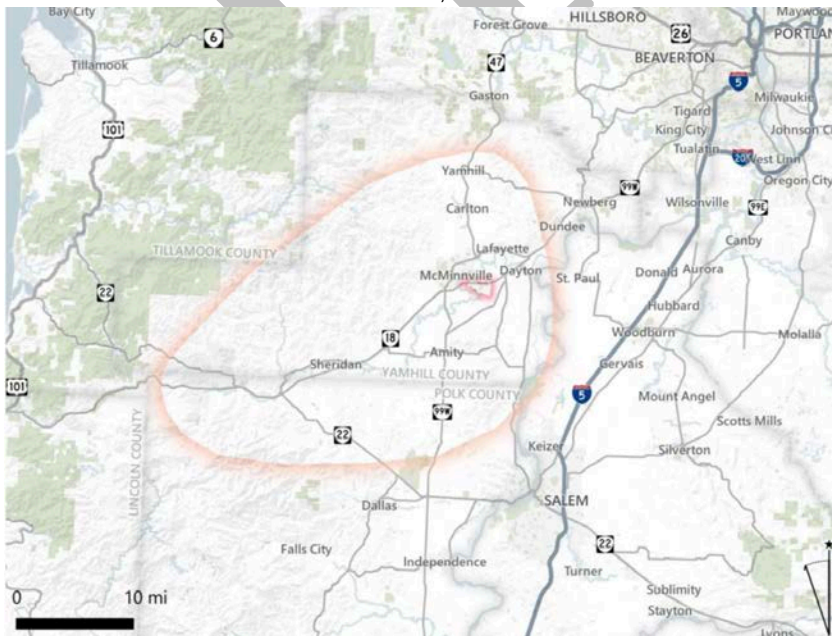 Bay City
Forest Grove
HILLSBORO
Maywood
6
26
PORTLAN
Tillamook
47
BEAVERTON
5
Gaston
Milwaukie
101
Tigard
King City
Johnson Ci
Tualatin
20
West Linn
Yamhill
Oregon City
99W
Newberg
Wilsonville
99E
Carlton
Dundee
TILLAMOOK COUNTY
Lafayette
Canby
McMinnville
Dayton
St. Paul
Donald
Aurora
22
Hubbard
18
Woodburn
Molalla
Amity
Sheridan
Gervais
YAMHILL COUNTY
101
POLK COUNTY
5
Mount Angel
99W
Scotts Mills
LINCOLN COUNTY
22
Keizer
Silverton
Dallas
SALEM
Falls City
22
Independence
Turner
Sublimity
0
10 mi
Stayton
Lyons